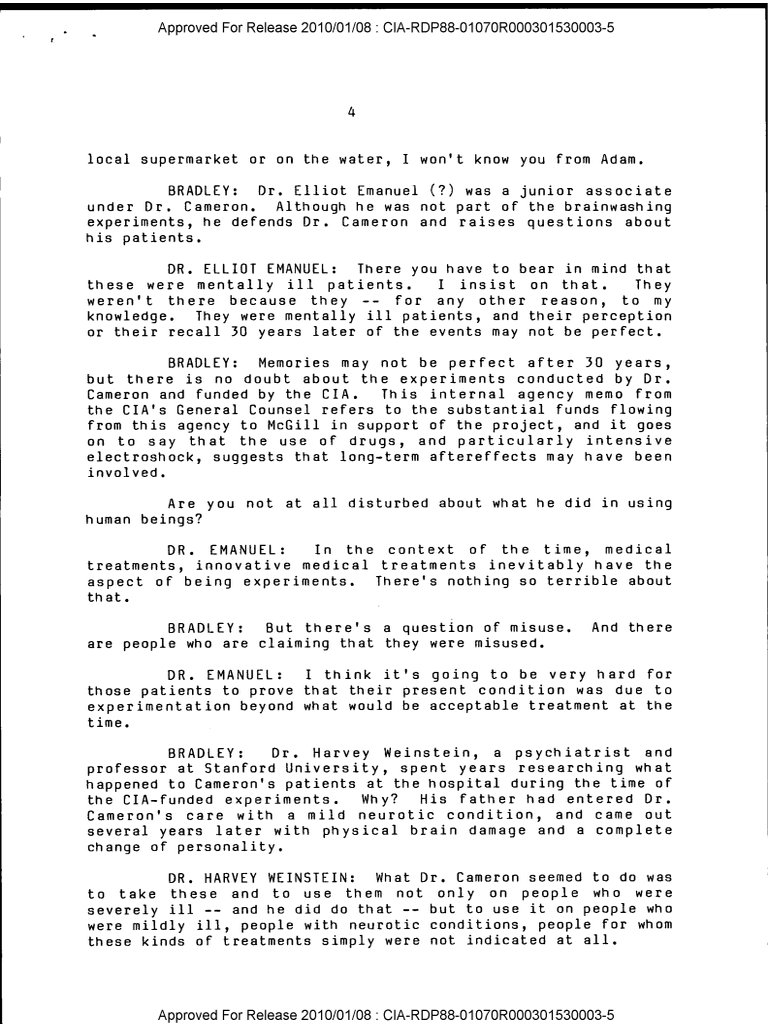 Approved For Release 2010/01/08 : CIA-RDP88-01070R000301530003-5
4
local supermarket or on the water, I won't know you from Adam.
BRADLEY: Dr. Elliot Emanuel (?) was a junior associate
under Dr. Cameron. Although he was not part of the brainwashing
experiments, he defends Dr. Cameron and raises questions about
his patients.
DR. ELLIOT EMANUEL: There you have to bear in mind that
these were mentally ill patients. I insist on that. They
weren't there because they -- for any other reason, to my
knowledge. They were mentally ill patients, and their perception
or their recall 30 years later of the events may not be perfect.
BRADLEY: Memories may not be perfect after 30 years,
but there is no doubt about the experiments conducted by Dr.
Cameron and funded by the CIA. This internal agency memo from
the CIA's General Counsel refers to the substantial funds flowing
from this agency to McGill in support of the project, and it goes
on to say that the use of drugs, and particularly intensive
electroshock, suggests that long-term aftereffects may have been
involved.
Are you not at all disturbed about what he did in using
human beings?
DR. EMANUEL: In the context of the time, medical
treatments, innovative medical treatments inevitably have the
aspect of being experiments. There's nothing so terrible about
that.
BRADLEY: But there's a question of misuse. And there
are people who are claiming that they were misused.
DR. EMANUEL: I think it's going to be very hard for
those patients to prove that their present condition was due to
experimentation beyond what would be acceptable treatment at the
time.
BRADLEY: Dr. Harvey Weinstein, a psychiatrist and
professor at Stanford University, spent years researching what
happened to Cameron's patients at the hospital during the time of
the CIA-funded experiments. Why? His father had entered Dr.
Cameron's care with a mild neurotic condition, and came out
several years later with physical brain damage and a complete
change of personality.
DR. HARVEY WEINSTEIN: What Dr. Cameron seemed to do was
to take these and to use them not only on people who were
severely ill -- and he did do that -- but to use it on people who
were mildly ill, people with neurotic conditions, people for whom
these kinds of treatments simply were not indicated at all.
Approved For Release 2010/01/08 : CIA-RDP88-01070R000301530003-5